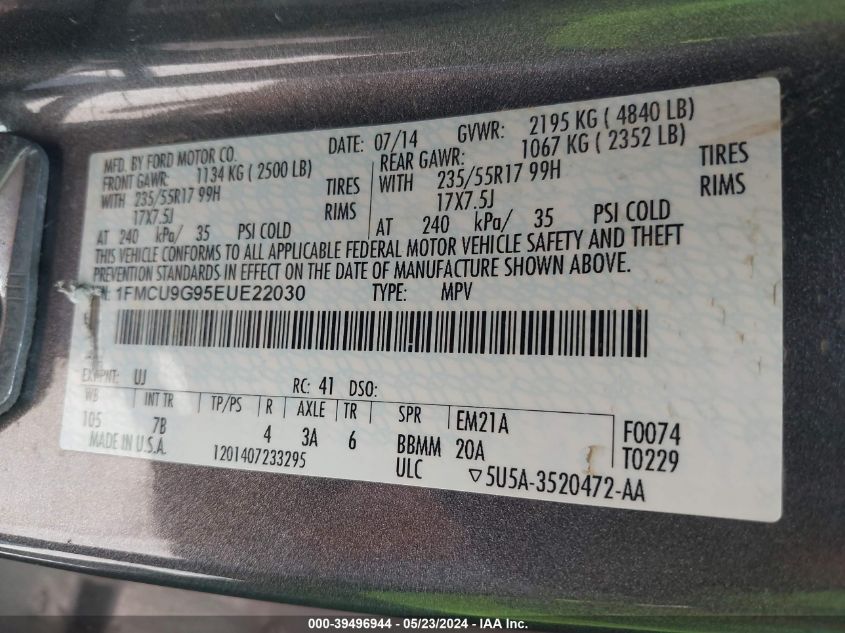 MFD. BY FORD MOTOR CO. DATE: 07/14 GVWR: 2195 KG ( 4840 LB)
FRONT GAWR: 1134 KG ( 2500 LB) REAR GAWR: 1067 KG ( 2352 LB)
WITH 235/55R17 99H TIRES WITH 235/55R17 99H TIRES
17X7.5J RIMS 17X7.5J RIMS
AT 240 kPa/ 35 PSI COLD AT 240 kPa/ 35 PSI COLD
THIS VEHICLE CONFORMS TO ALL APPLICABLE FEDERAL MOTOR VEHICLE SAFETY AND THEFT
PREVENTION STANDARDS IN EFFECT ON THE DATE OF MANUFACTURE SHOWN ABOVE.
1FMCU9G95EUE22030 TYPE: MPV
EXT PNT: UJ RC: 41 DSO:
WB INT TR TP/PS R AXLE TR SPR EM21A F0074
105 7B 4 3A 6 BBMM 20A T0229
MADE IN U.S.A. 1201407233295 ULC ▽5U5A-3520472-AA
000-39496944 - 05/23/2024 - IAA Inc.